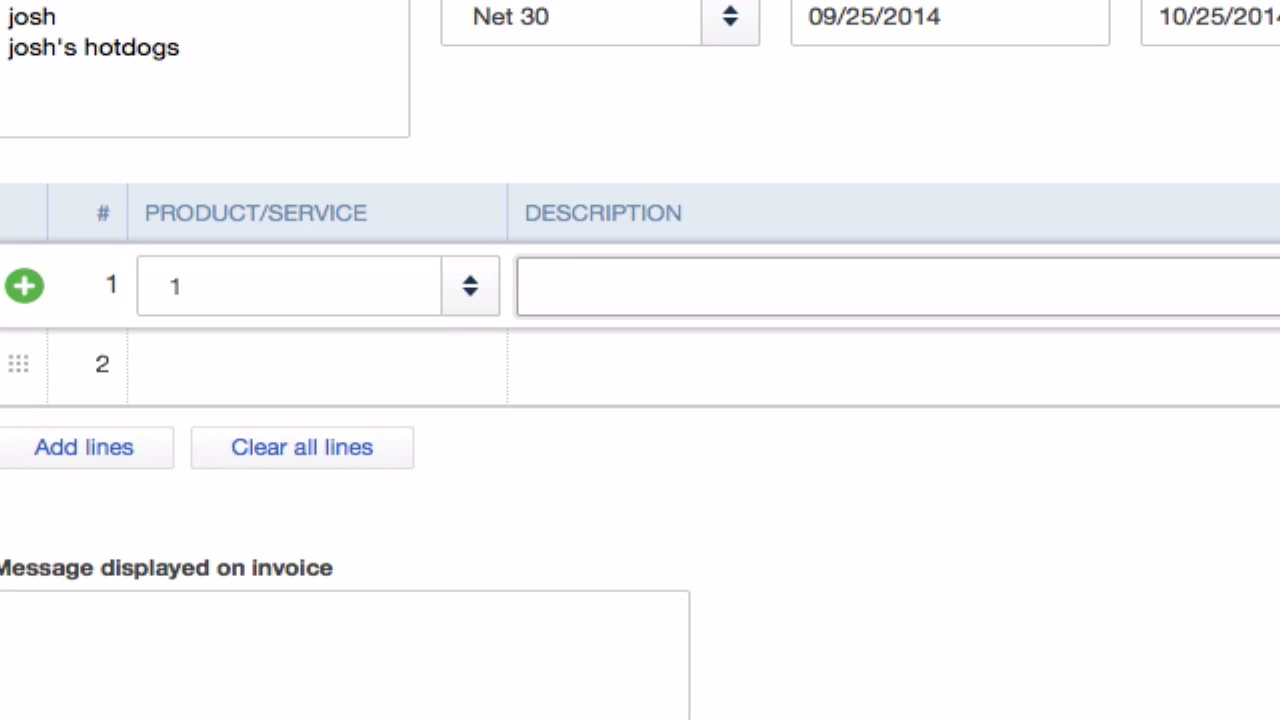 josh
josh's hotdogs
Net 30
09/25/2014
10/25/201
# PRODUCT/SERVICE DESCRIPTION
1 1
2
Add lines Clear all lines
Message displayed on invoice